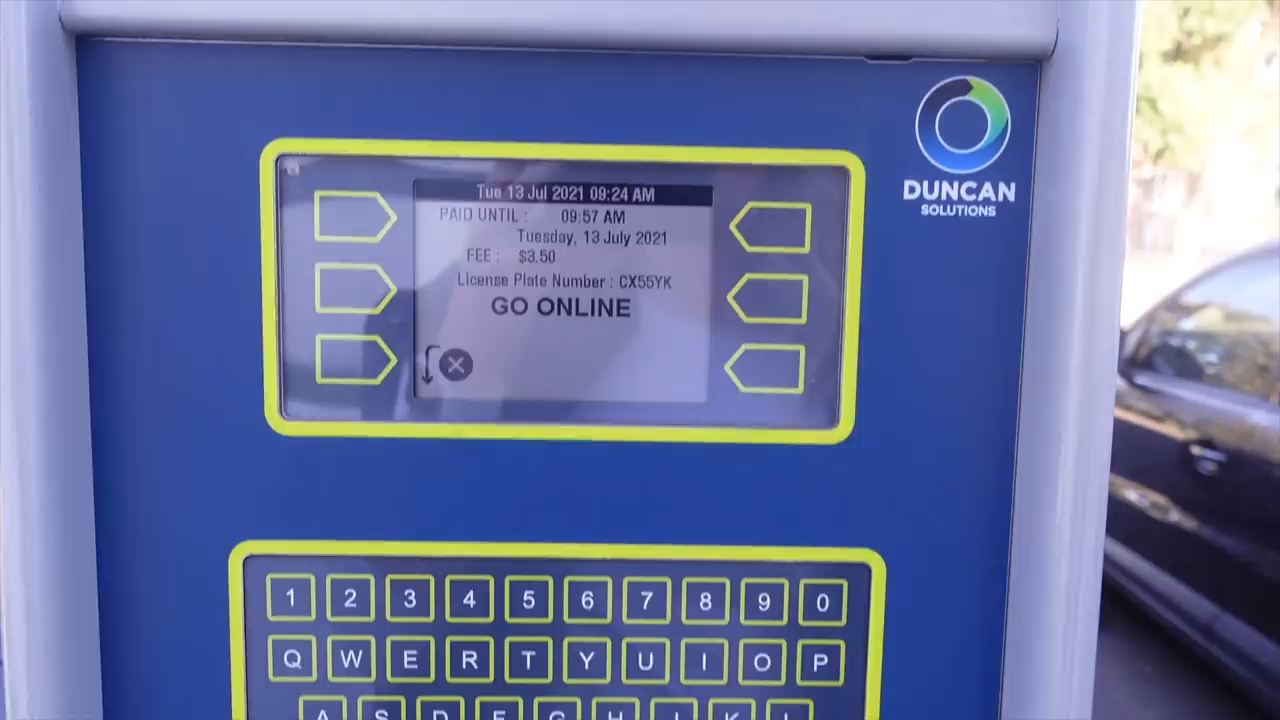 DUNCAN
SOLUTIONS
Tue 13 Jul 2021 09:24 AM
PAID UNTIL : 09:57 AM
Tuesday, 13 July 2021
FEE : $3.50
License Plate Number : CX55YK
GO ONLINE
1 2 3 4 5 6 7 8 9 0
Q W E R T Y U I O P
A S D F G H J K L